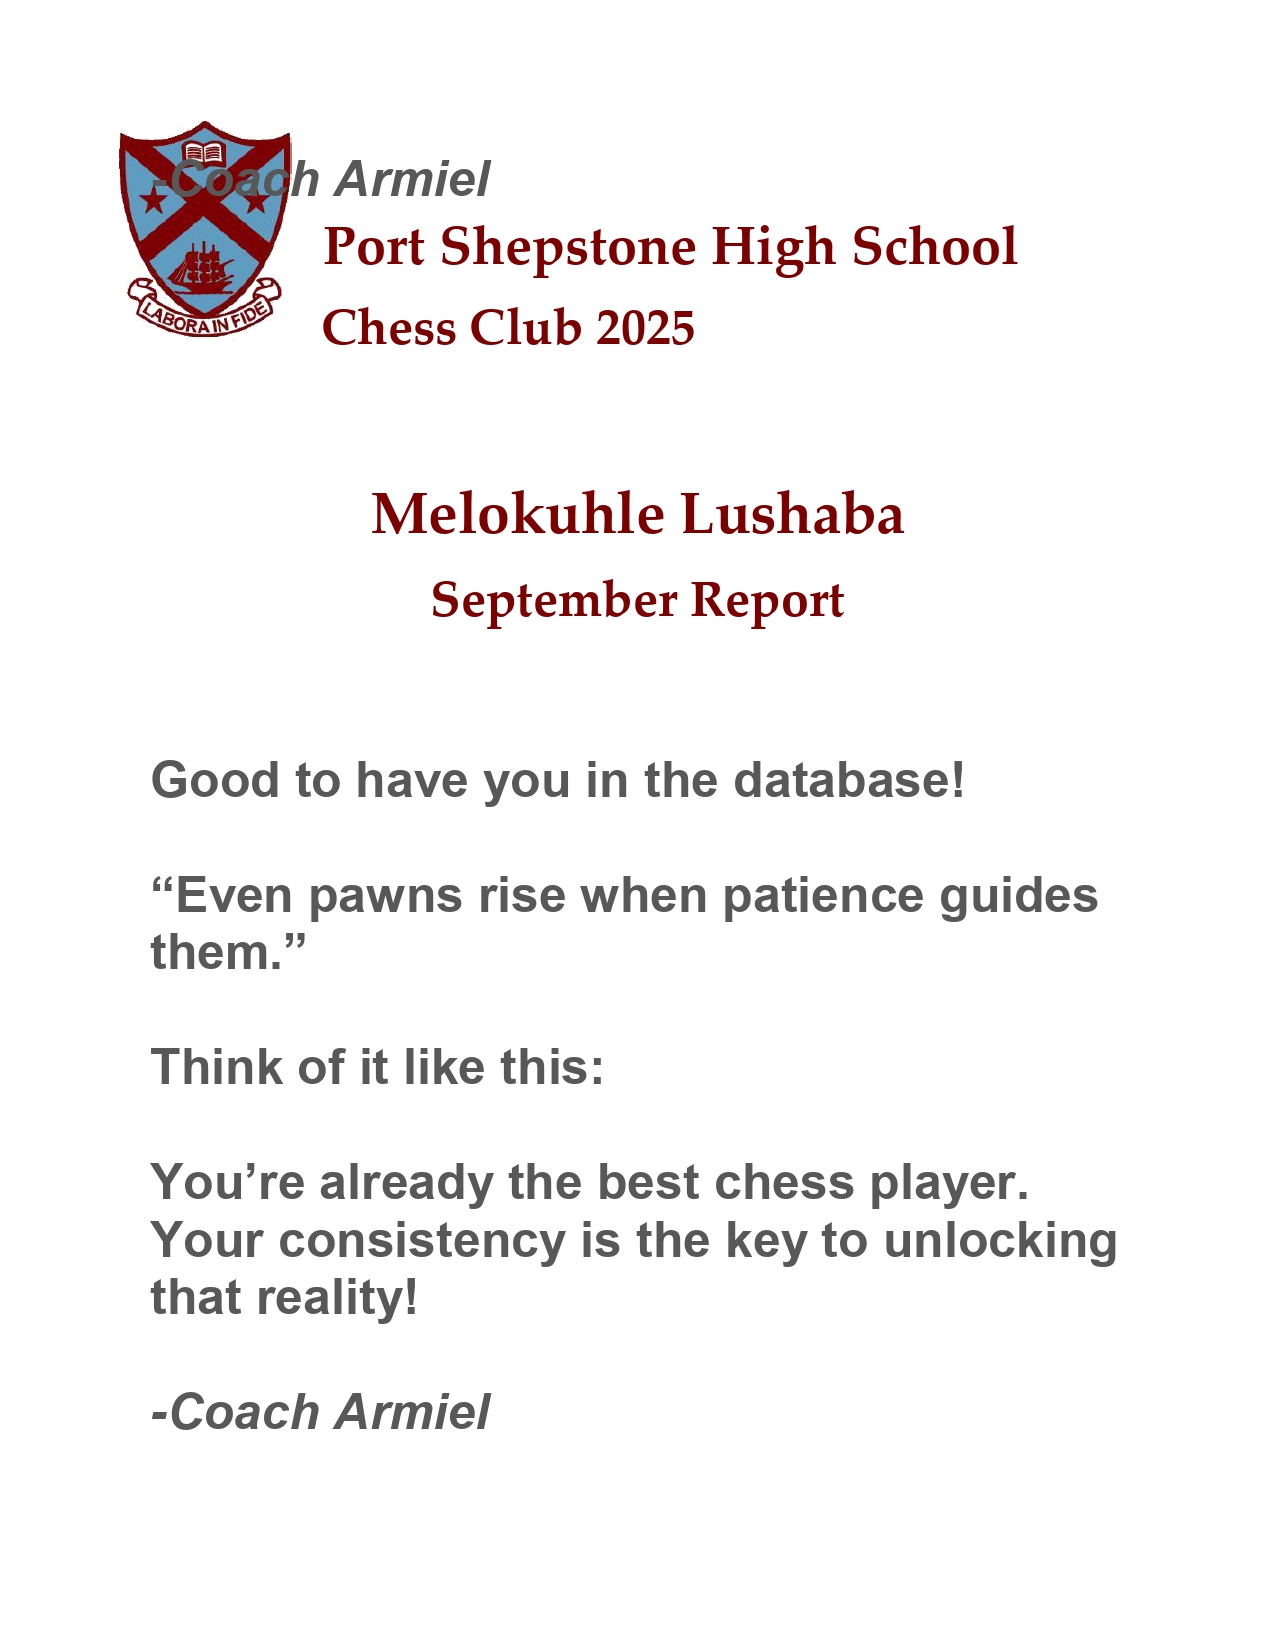 -Coach Armiel
Port Shepstone High School
Chess Club 2025
LABORA IN FIDE
Melokuhle Lushaba
September Report
Good to have you in the database!
“Even pawns rise when patience guides
them.”
Think of it like this:
You’re already the best chess player.
Your consistency is the key to unlocking
that reality!
-Coach Armiel